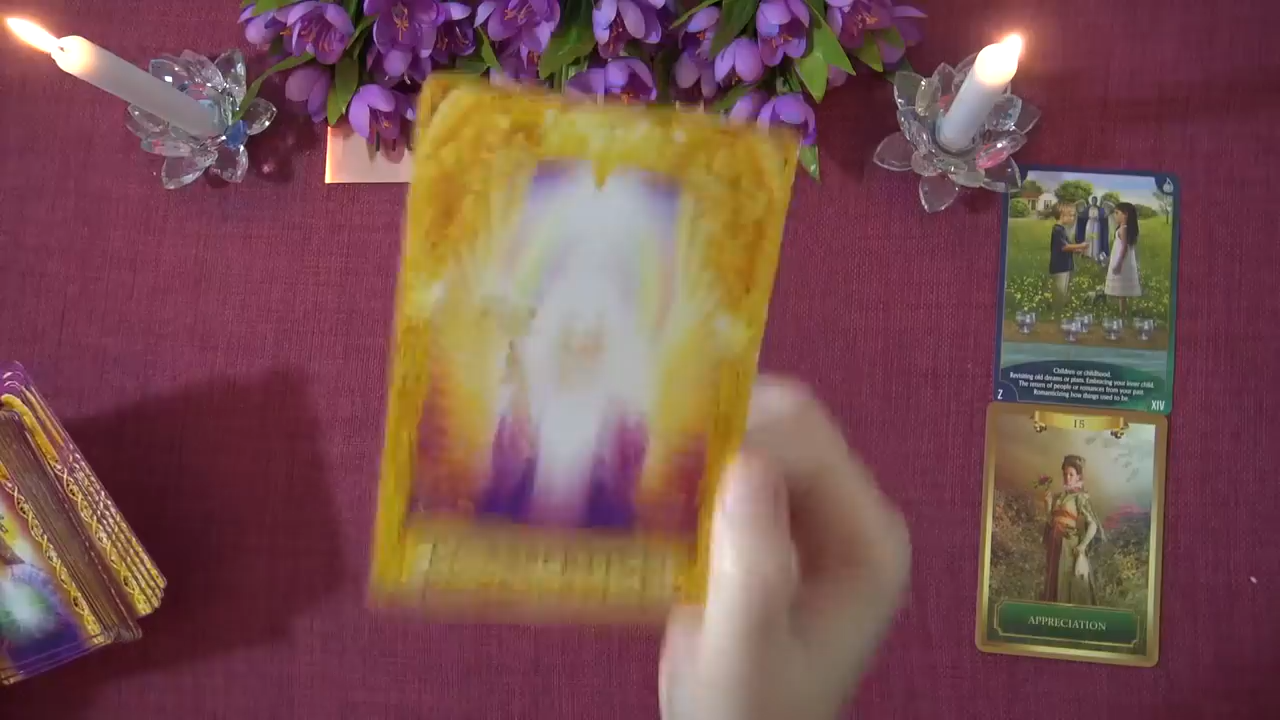 Children or childhood.
Revisiting old dreams or plans. Embracing your inner child.
The return of people or romances from your past.
Romanticizing how things used to be.
Z
XIV
15
APPRECIATION